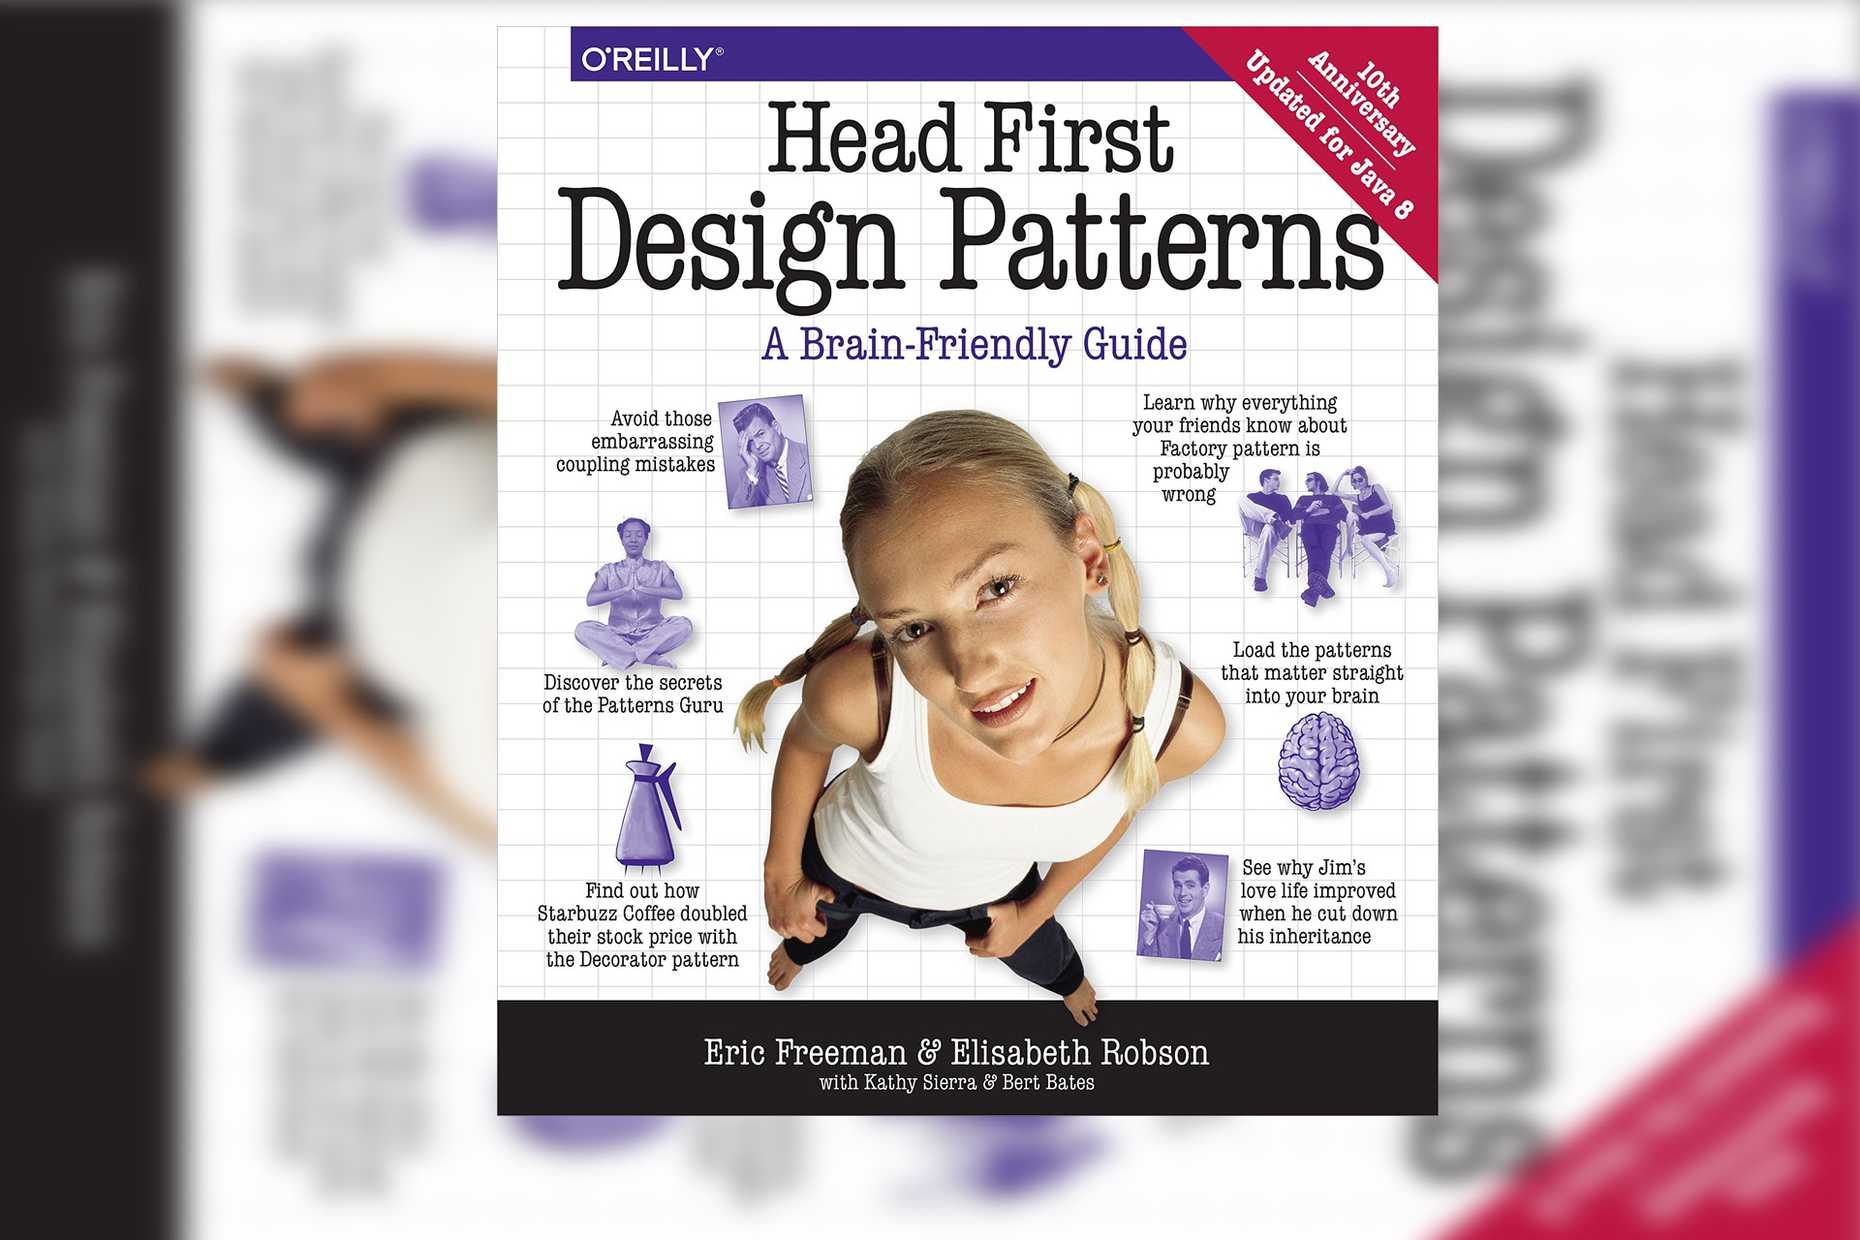 O'REILLY®
10th
Anniversary
Updated for Java 8
Head First
Design Patterns
A Brain-Friendly Guide
Avoid those
embarrassing
coupling mistakes
Learn why everything
your friends know about
Factory pattern is
probably
wrong
Discover the secrets
of the Patterns Guru
Load the patterns
that matter straight
into your brain
Find out how
Starbuzz Coffee doubled
their stock price with
the Decorator pattern
See why Jim's
love life improved
when he cut down
his inheritance
Eric Freeman & Elisabeth Robson
with Kathy Sierra & Bert Bates
Design Patterns
Head First